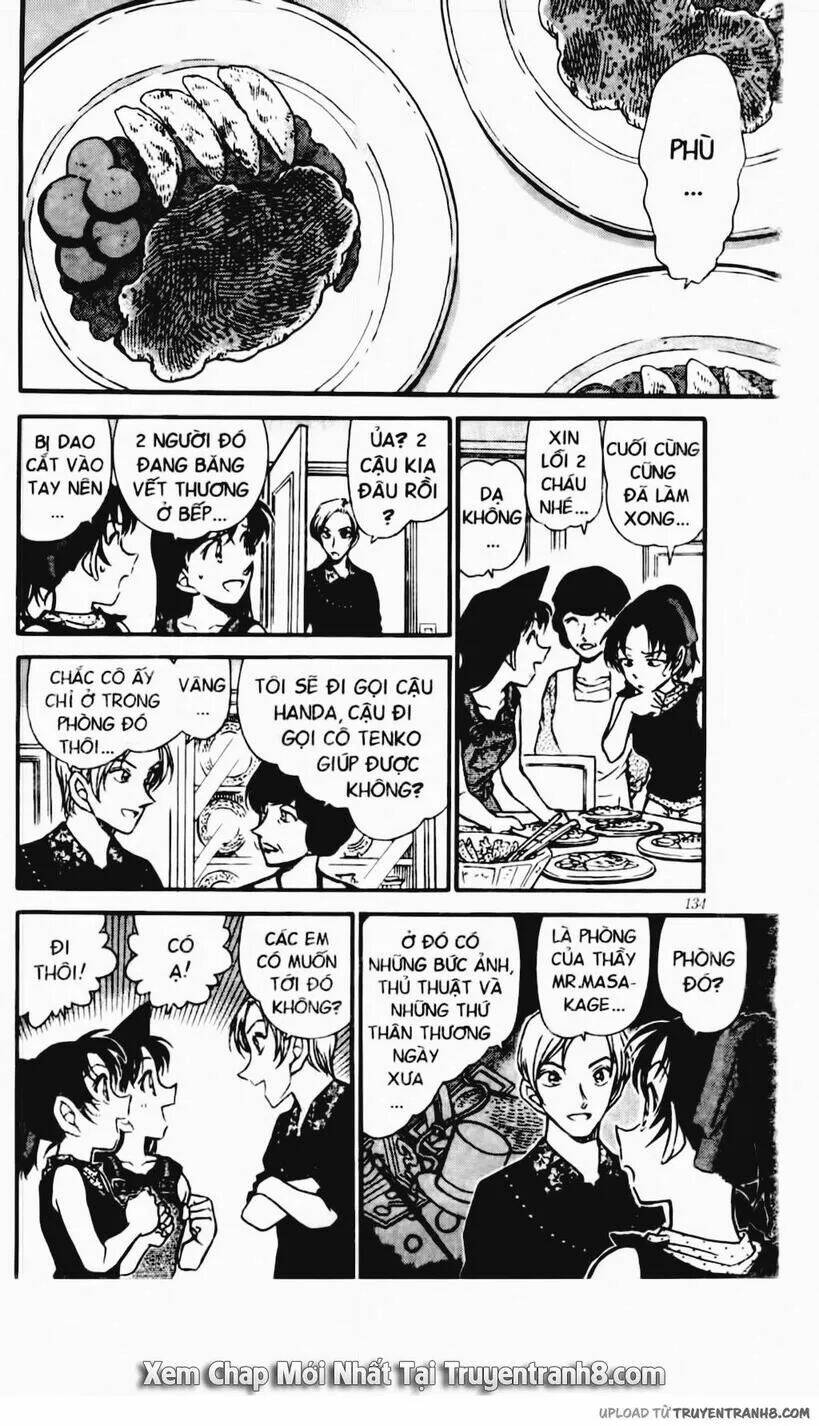 PHÙ
...
CUỐI CÙNG
CŨNG
ĐÃ LÀM
XONG...
XIN
LỖI 2
CHÁU
NHÉ...
DẠ
KHÔNG
...
ỦA? 2
CẬU KIA
ĐÂU RỒI
?
2 NGƯỜI ĐÓ
ĐANG BĂNG
VẾT THƯƠNG
Ở BẾP...
BỊ DAO
CẮT VÀO
TAY NÊN
...
TÔI SẼ ĐI GỌI CẬU
HANDA, CẬU ĐI
GỌI CÔ TENKO
GIÚP ĐƯỢC
KHÔNG?
VÂNG
...
CHẮC CÔ ẤY
CHỈ Ở TRONG
PHÒNG ĐÓ
THÔI...
134
PHÒNG
ĐÓ?
LÀ PHÒNG
CỦA THẦY
MR.MASA-
KAGE...
Ở ĐÓ CÓ
NHỮNG BỨC ẢNH,
THỦ THUẬT VÀ
NHỮNG THỨ
THÂN THƯƠNG
NGÀY
XƯA
...
CÁC EM
CÓ MUỐN
TỚI ĐÓ
KHÔNG?
CÓ
Ạ!
ĐI
THÔI!
Xem Chap Mới Nhất Tại Truyentranh8.com
UPLOAD TỪ TRUYENTRANH8.COM